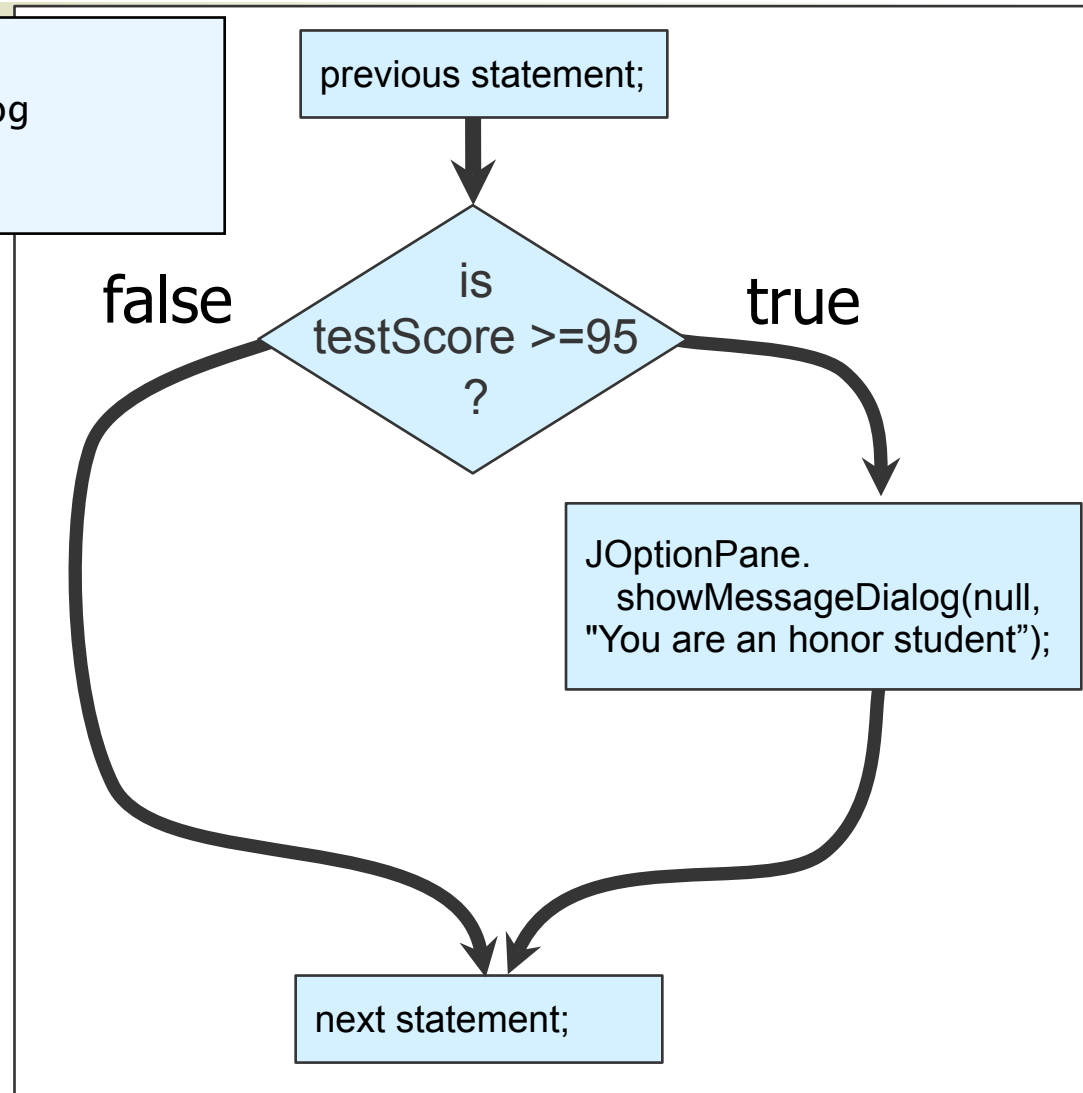 previous statement;
is
testScore >=95
?
false
true
JOptionPane.
showMessageDialog(null,
"You are an honor student”);
next statement;